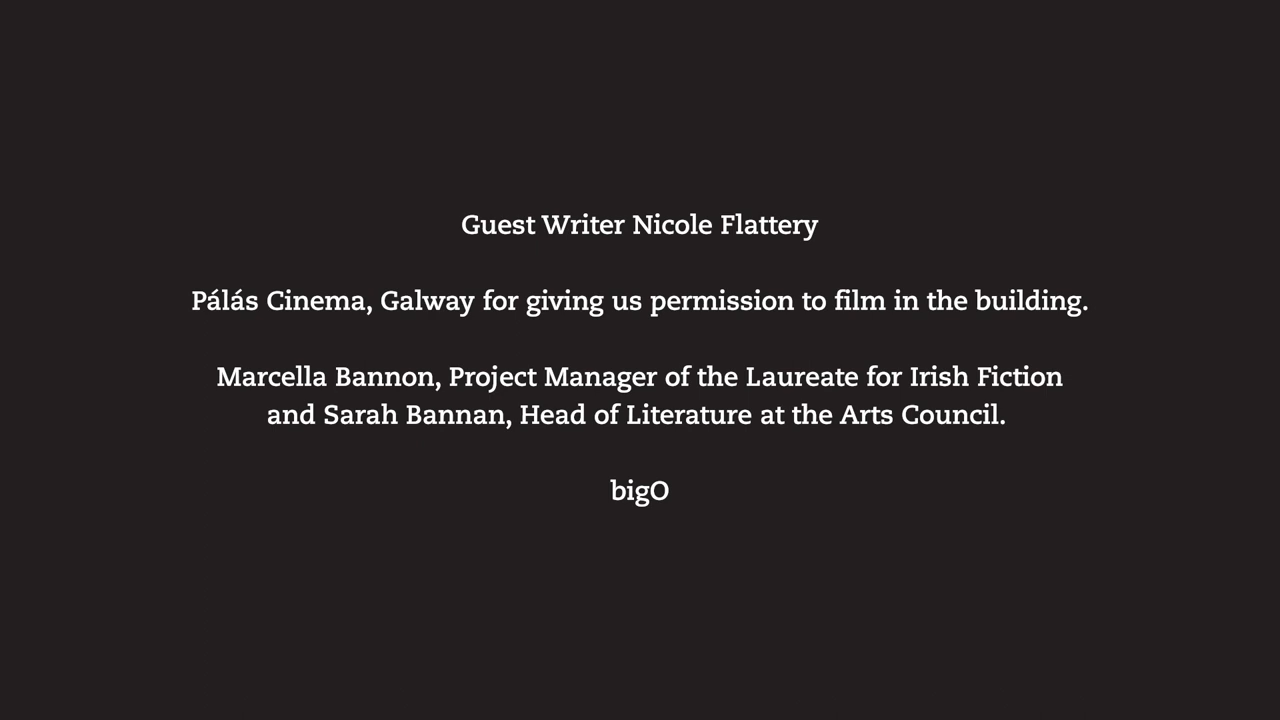 Guest Writer Nicole Flattery
Pálás Cinema, Galway for giving us permission to film in the building.
Marcella Bannon, Project Manager of the Laureate for Irish Fiction
and Sarah Bannan, Head of Literature at the Arts Council.
bigO